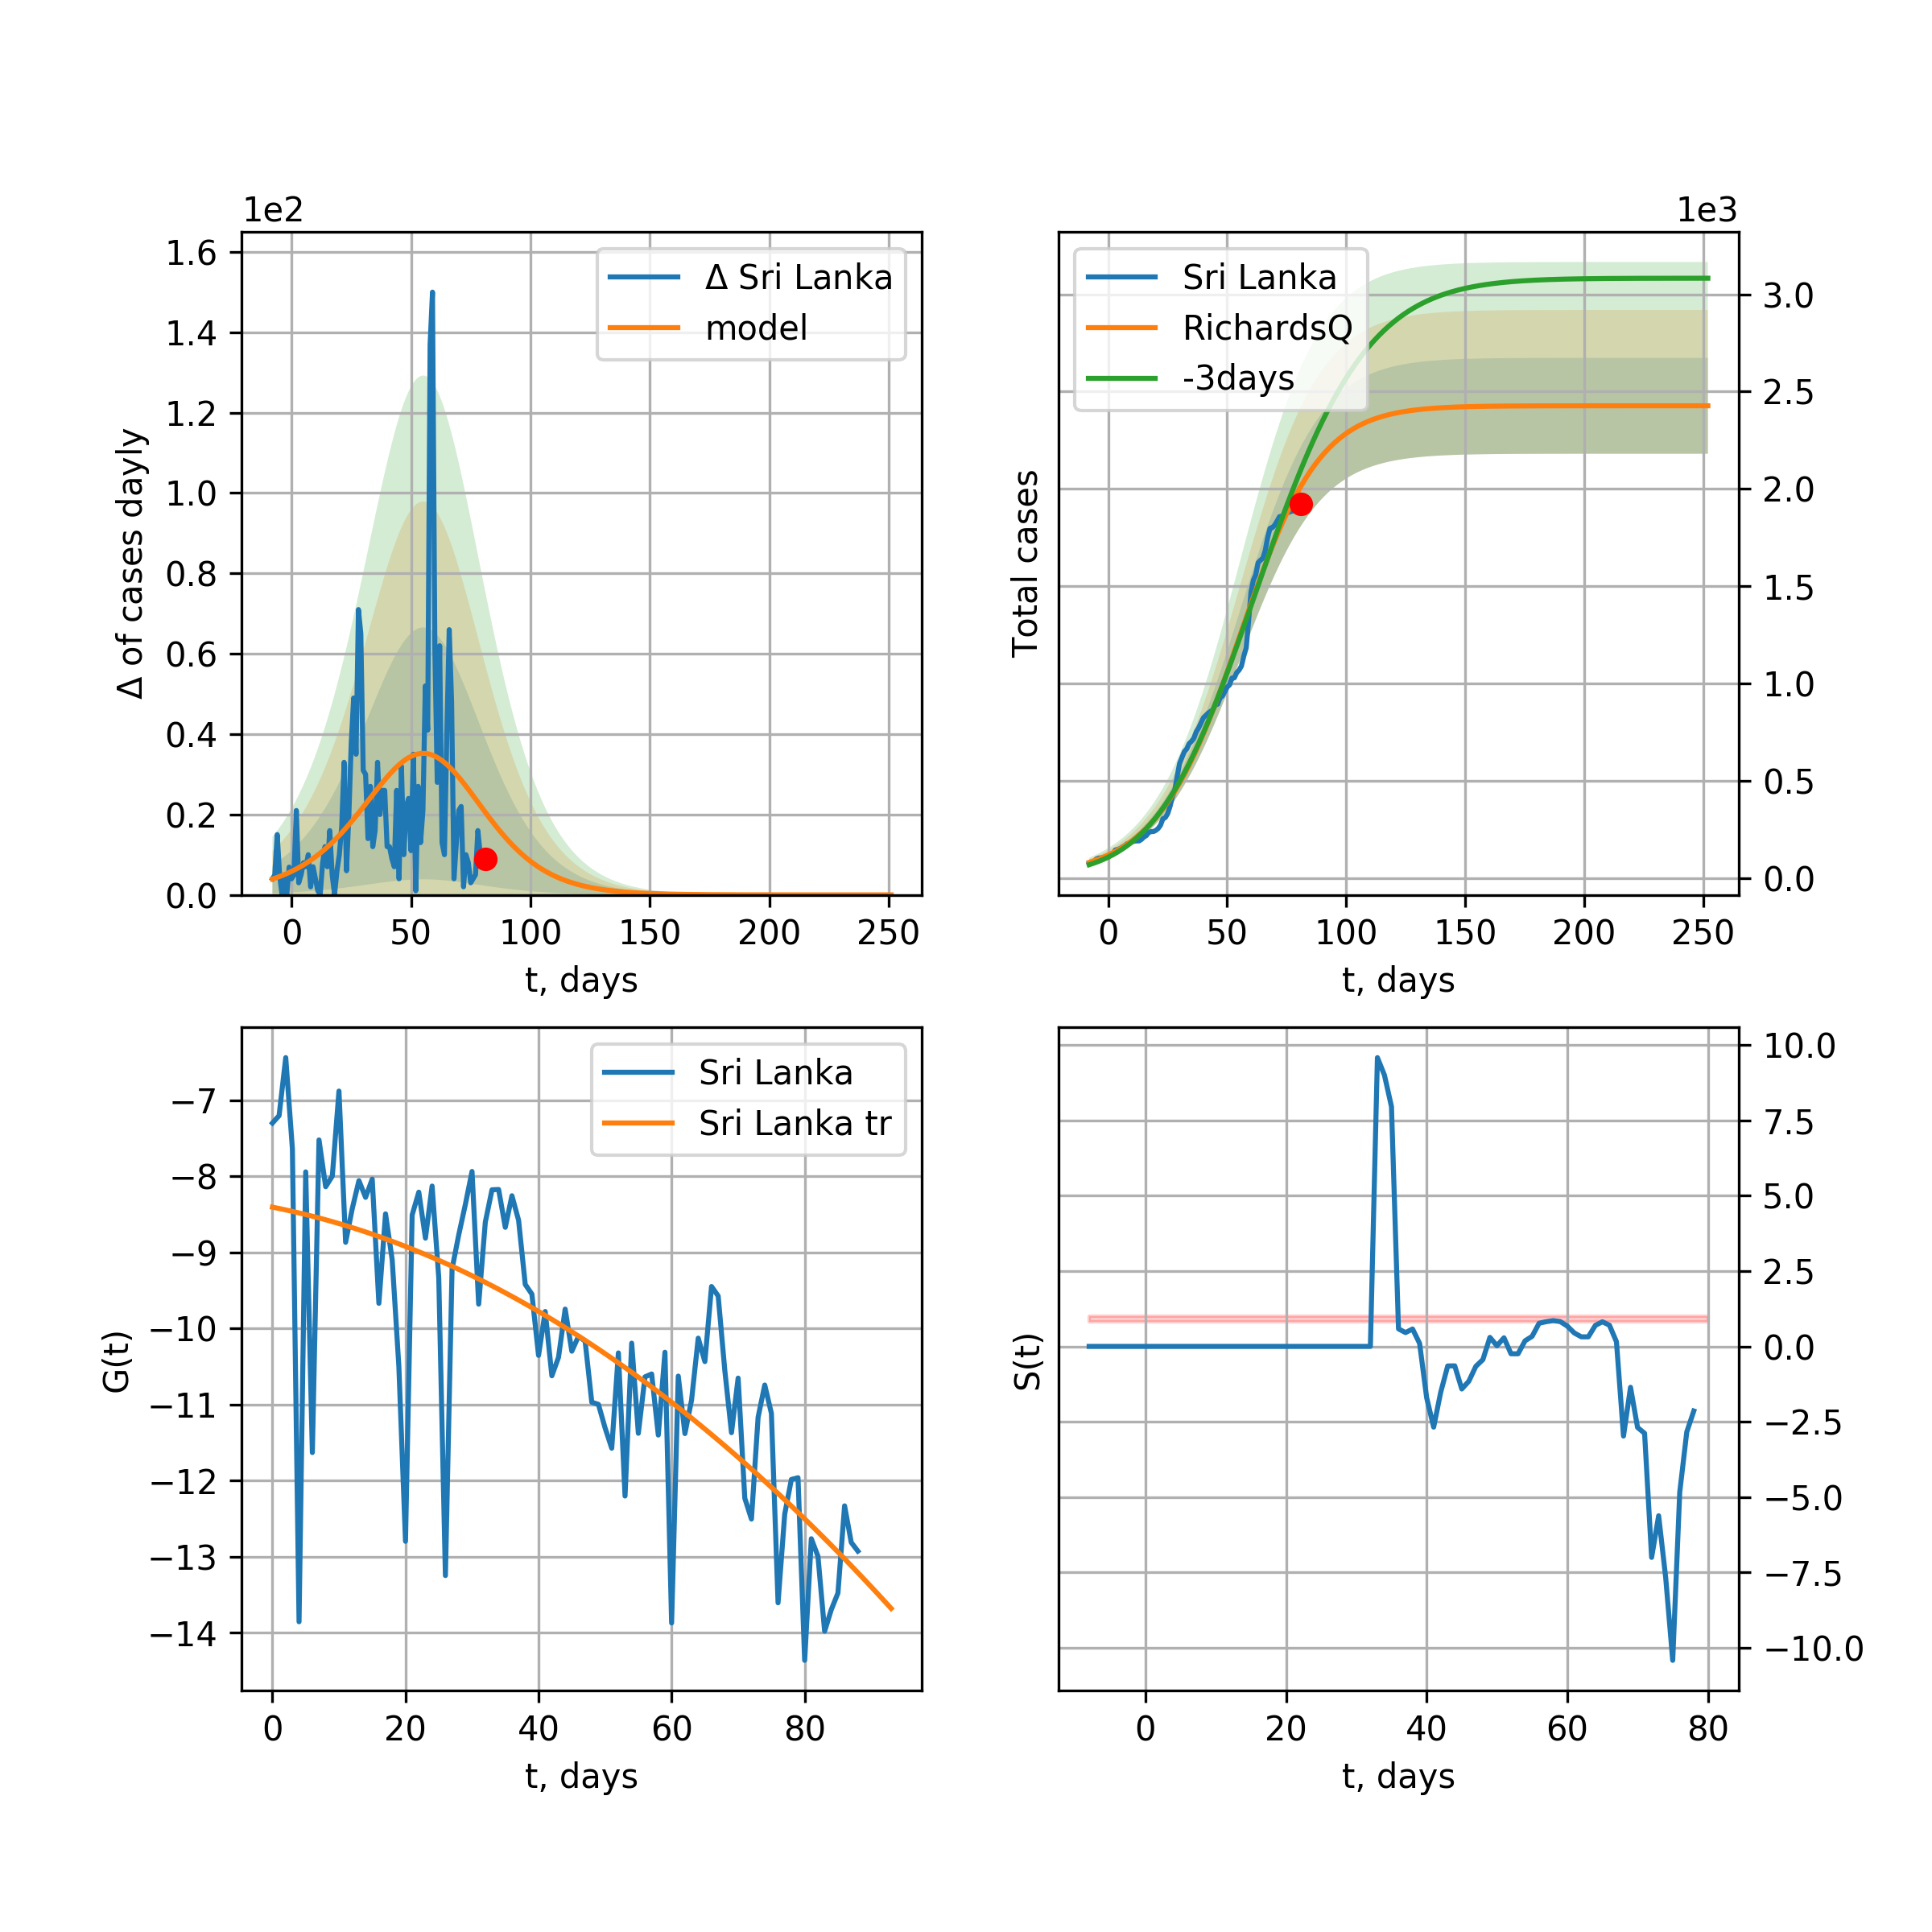 1e2
1.6
1.4
1.2
1.0
0.8
0.6
0.4
0.2
0.0
Δ of cases dayly
Δ Sri Lanka
model
0 50 100 150 200 250
t, days
1e3
Sri Lanka
RichardsQ
-3days
Total cases
3.0
2.5
2.0
1.5
1.0
0.5
0.0
0 50 100 150 200 250
t, days
Sri Lanka
Sri Lanka tr
G(t)
−7
−8
−9
−10
−11
−12
−13
−14
0 20 40 60 80
t, days
S(t)
10.0
7.5
5.0
2.5
0.0
−2.5
−5.0
−7.5
−10.0
0 20 40 60 80
t, days